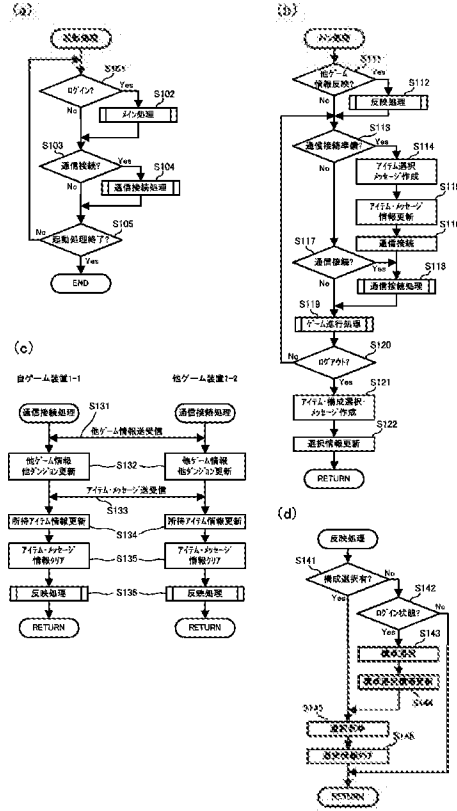 (a)
ログイン?
S102
Yes
メイン処理
No
S103
通信接続?
Yes
S104
通信接続処理
No
S105
No
起動処理終了?
Yes
END
(b)
他ゲーム
情報反映?
Yes
S112
反映処理
No
S113
通信接続準備?
Yes
S114
アイテム選択
メッセージ作成
No
アイテム・メッセージ
情報更新
通信接続
S117
通信接続?
Yes
S118
通信接続処理
No
S119
ゲーム進行処理
S120
No
ログアウト?
Yes
S121
アイテム・構成選択・
メッセージ作成
S122
選択情報更新
RETURN
(c)
自ゲーム装置1-1
他ゲーム装置1-2
通信接続処理
S131
通信接続処理
他ゲーム情報送受信
他ゲーム情報
他ダンジョン更新
S132
他ゲーム情報
他ダンジョン更新
アイテム・メッセージ送受信
S133
所持アイテム情報更新
S134
所持アイテム情報更新
アイテム・メッセージ
情報クリア
S135
アイテム・メッセージ
情報クリア
反映処理
S136
反映処理
RETURN
RETURN
(d)
反映処理
S141
構成選択有?
No
S142
Yes
ログイン状態?
No
Yes
S143
構成選択
S144
RETURN